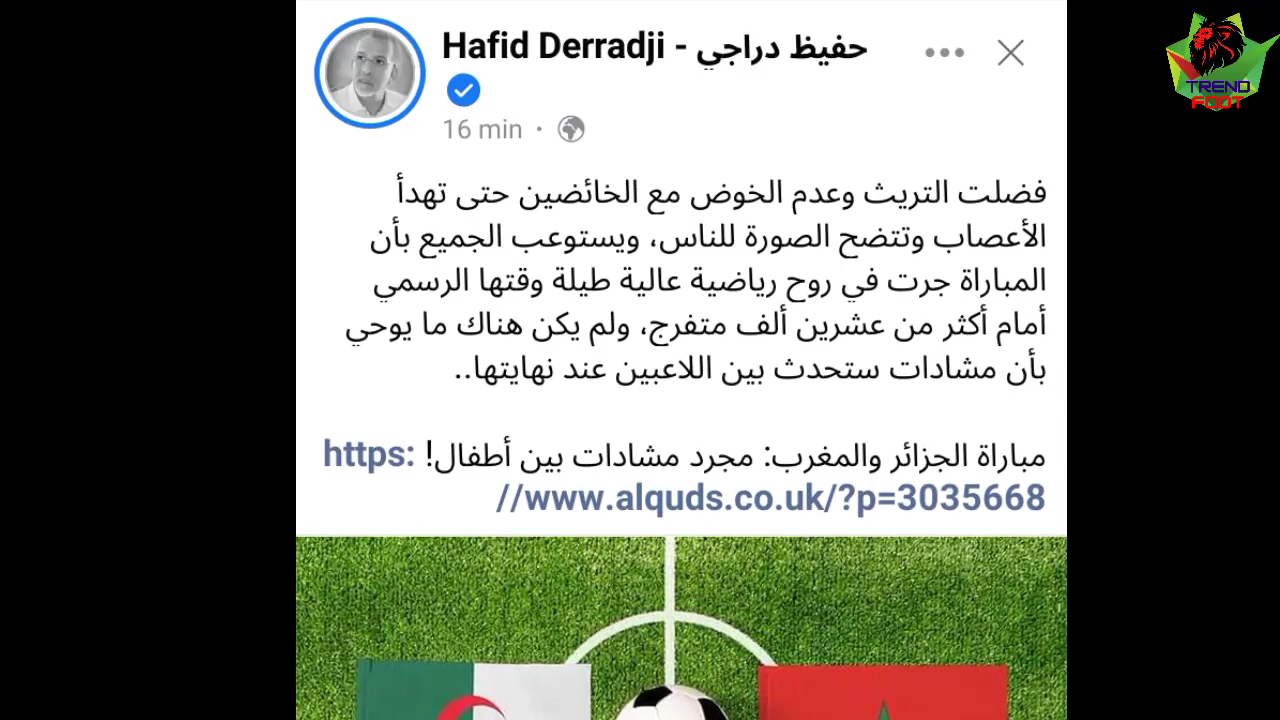 Hafid Derradji - حفيظ دراجي
16 min ·
فضلت التريث وعدم الخوض مع الخائضين حتى تهدأ
الأعصاب وتتضح الصورة للناس، ويستوعب الجميع بأن
المباراة جرت في روح رياضية عالية طيلة وقتها الرسمي
أمام أكثر من عشرين ألف متفرج، ولم يكن هناك ما يوحي
بأن مشادات ستحدث بين اللاعبين عند نهايتها..
مباراة الجزائر والمغرب: مجرد مشادات بين أطفال! https:
//www.alquds.co.uk/?p=3035668
TREND
FOOT